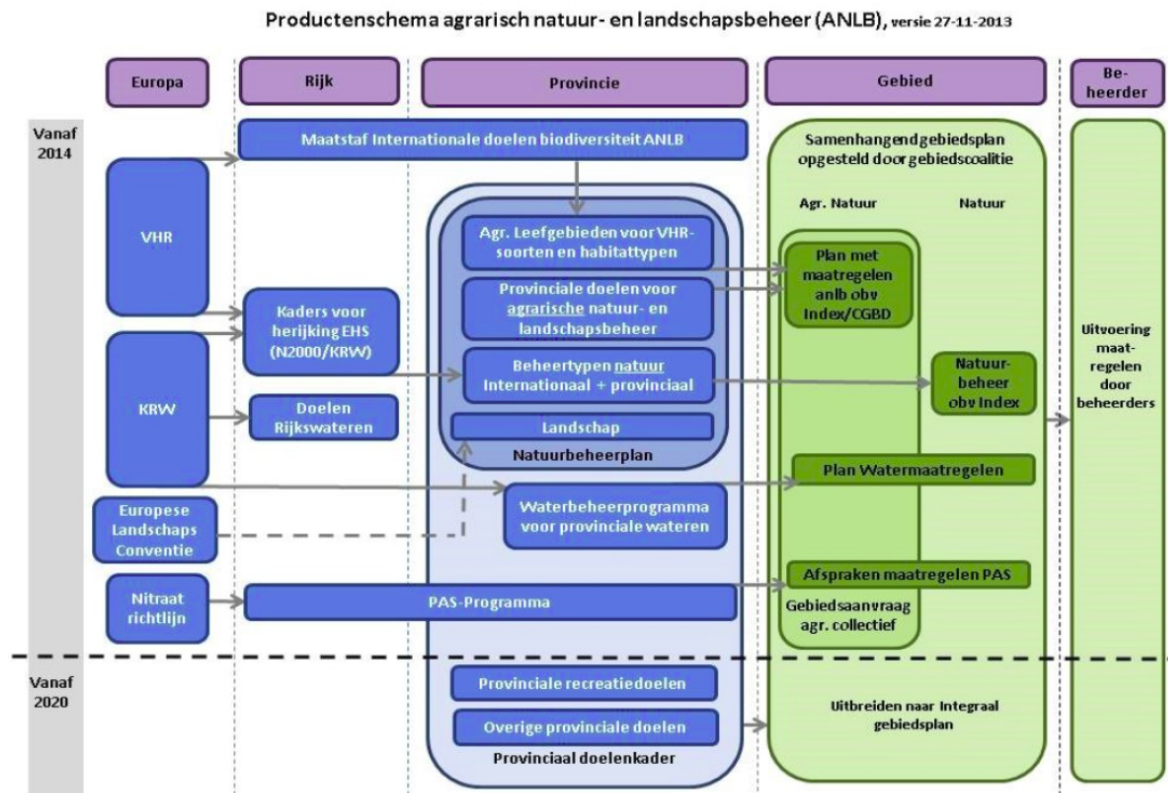 Productenschema agrarisch natuur- en landschapsbeheer (ANLB), versie 27-11-2013
Europa
Rijk
Provincie
Gebied
Be-
heerder
Vanaf
2014
VHR
KRW
Europese
Landschaps
Conventie
Nitraat
richtlijn
Maatstaf Internationale doelen biodiversiteit ANLB
Kaders voor
herijking EHS
(N2000/KRW)
Doelen
Rijkswateren
Agr. Leefgebieden voor VHR-
soorten en habitattypen
Provinciale doelen voor
agrarische natuur- en
landschapsbeheer
Beheertypen natuur
Internationaal + provinciaal
Landschap
Natuurbeheerplan
Waterbeheerprogramma
voor provinciale wateren
PAS-Programma
Samenhangend gebiedsplan
opgesteld door gebiedscoalitie
Agr. Natuur
Natuur
Plan met
maatregelen
anlb obv
Index/CGBD
Natuur-
beheer
obv Index
Plan Watermaatregelen
Afspraken maatregelen PAS
Gebiedsaanvraag
agr. collectief
Uitvoering
maat-
regelen
door
beheerders
Vanaf
2020
Provinciale recreatiedoelen
Overige provinciale doelen
Provinciaal doelenkader
Uitbreiden naar Integraal
gebiedsplan